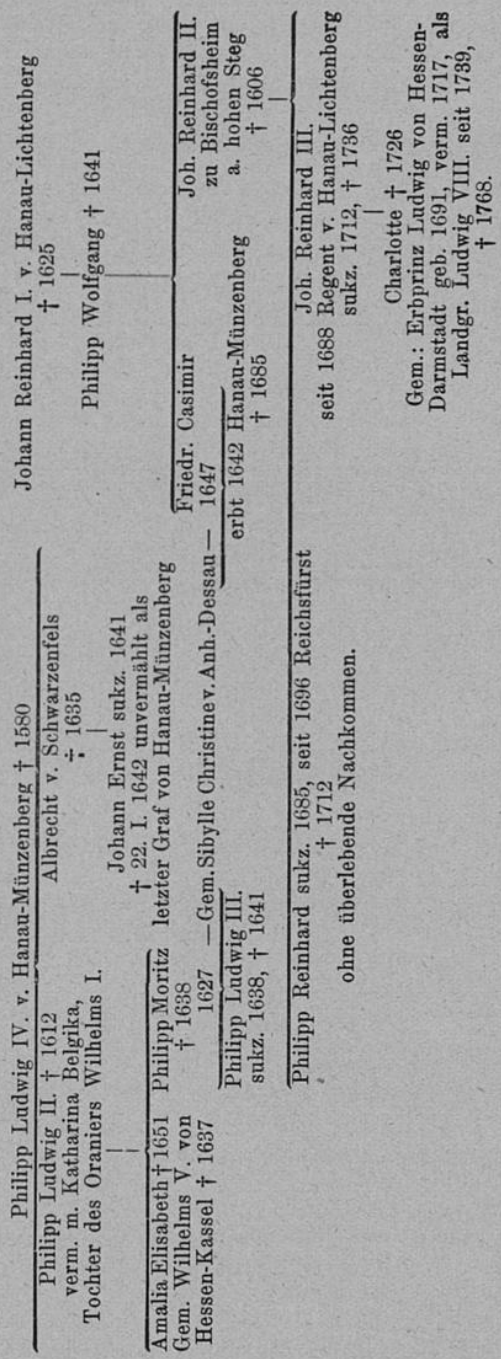 Philipp Ludwig IV. v. Hanau-Münzenberg † 1580
Philipp Ludwig II. † 1612
verm. m. Katharina Belgika,
Tochter des Oraniers Wilhelms I.
Albrecht v. Schwarzenfels
† 1635
Johann Ernst sukz. 1641
† 22. I. 1642 unvermählt als
letzter Graf von Hanau-Münzenberg
Amalia Elisabeth † 1651
Gem. Wilhelms V. von
Hessen-Kassel † 1637
Philipp Moritz
† 1638
1627 —Gem. Sibylle Christine v. Anh.-Dessau— 1647
Philipp Ludwig III.
sukz. 1638, † 1641
Johann Reinhard I. v. Hanau-Lichtenberg
† 1625
Philipp Wolfgang † 1641
Friedr. Casimir
erbt 1642 Hanau-Münzenberg
† 1685
Joh. Reinhard II.
zu Bischofsheim
a. hohen Steg
† 1606
Philipp Reinhard sukz. 1685, seit 1696 Reichsfürst
† 1712
ohne überlebende Nachkommen.
Joh. Reinhard III.
seit 1688 Regent v. Hanau-Lichtenberg
sukz. 1712, † 1736
Charlotte † 1726
Gem.: Erbprinz Ludwig von Hessen-
Darmstadt geb. 1691, verm. 1717, als
Landgr. Ludwig VIII. seit 1739,
† 1768.